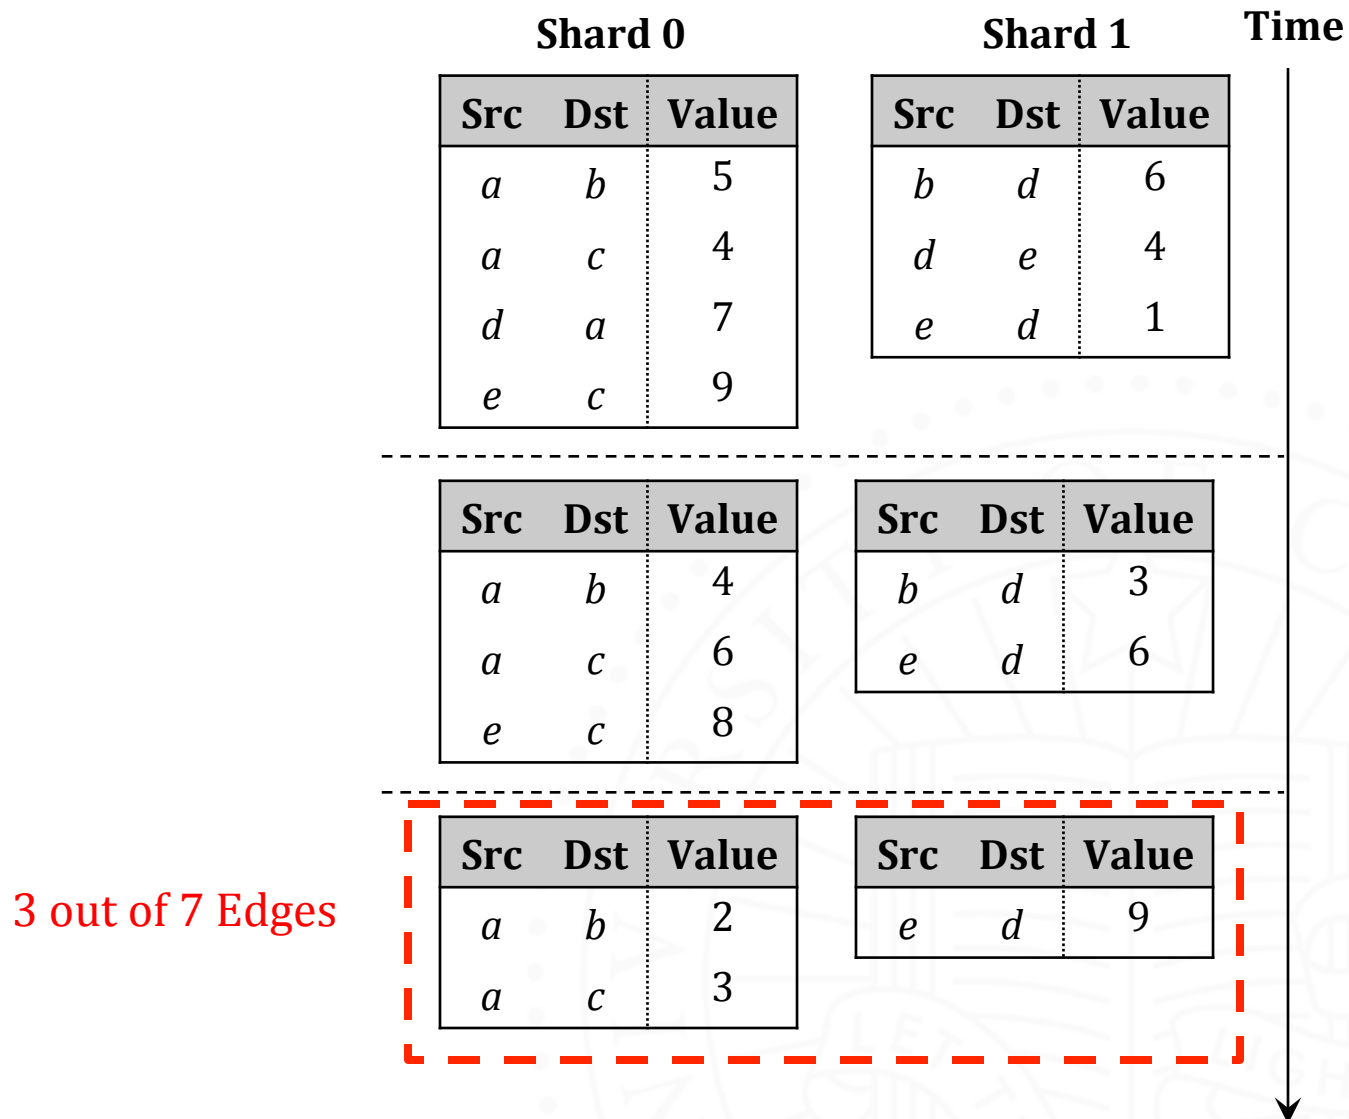 Shard 0 Shard 1 Time
Src Dst Value Src Dst Value
a b 5 b d 6
a c 4 d e 4
d a 7 e d 1
e c 9
Src Dst Value Src Dst Value
a b 4 b d 3
a c 6 e d 6
e c 8
Src Dst Value Src Dst Value
3 out of 7 Edges a b 2 e d 9
a c 3